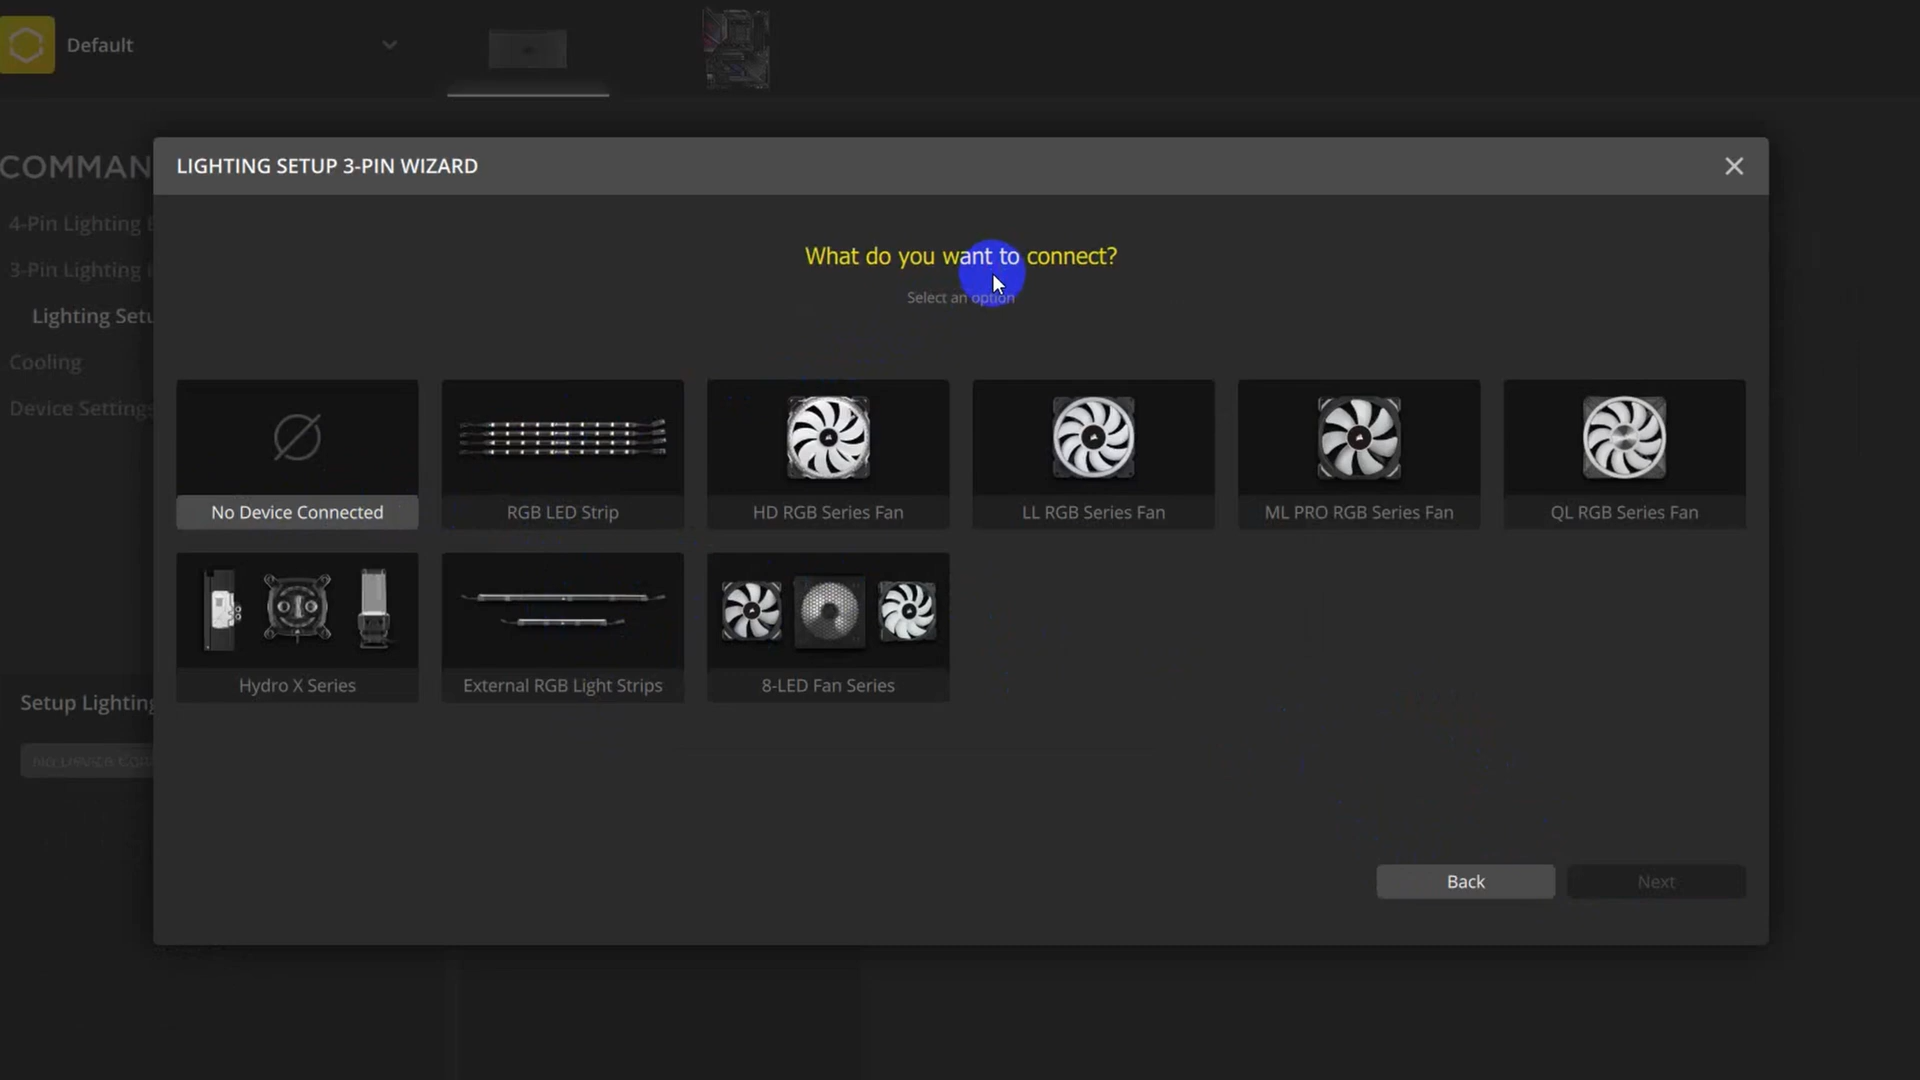 Default
COMMAN
4-Pin Lighting
3-Pin Lighting
Lighting Setu
Cooling
Device Settings
Setup Lighting
LIGHTING SETUP 3-PIN WIZARD
What do you want to connect?
Select an option
No Device Connected
RGB LED Strip
HD RGB Series Fan
LL RGB Series Fan
ML PRO RGB Series Fan
QL RGB Series Fan
Hydro X Series
External RGB Light Strips
8-LED Fan Series
Back
Next